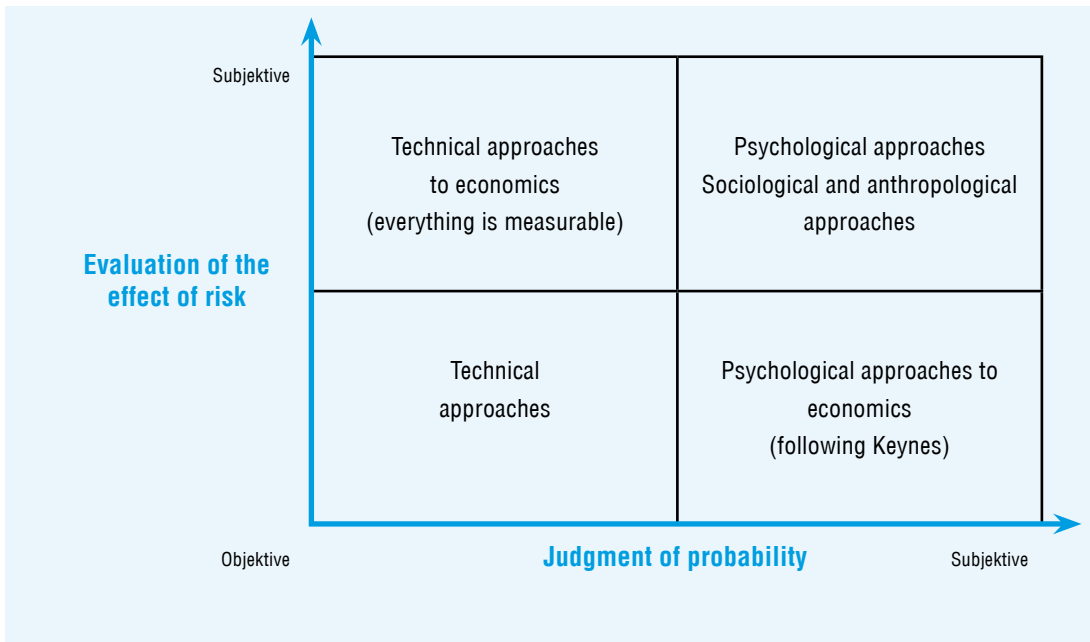 Subjektive
Technical approaches
to economics
(everything is measurable)
Psychological approaches
Sociological and anthropological
approaches
Evaluation of the
effect of risk
Technical
approaches
Psychological approaches to
economics
(following Keynes)
Objektive
Judgment of probability
Subjektive